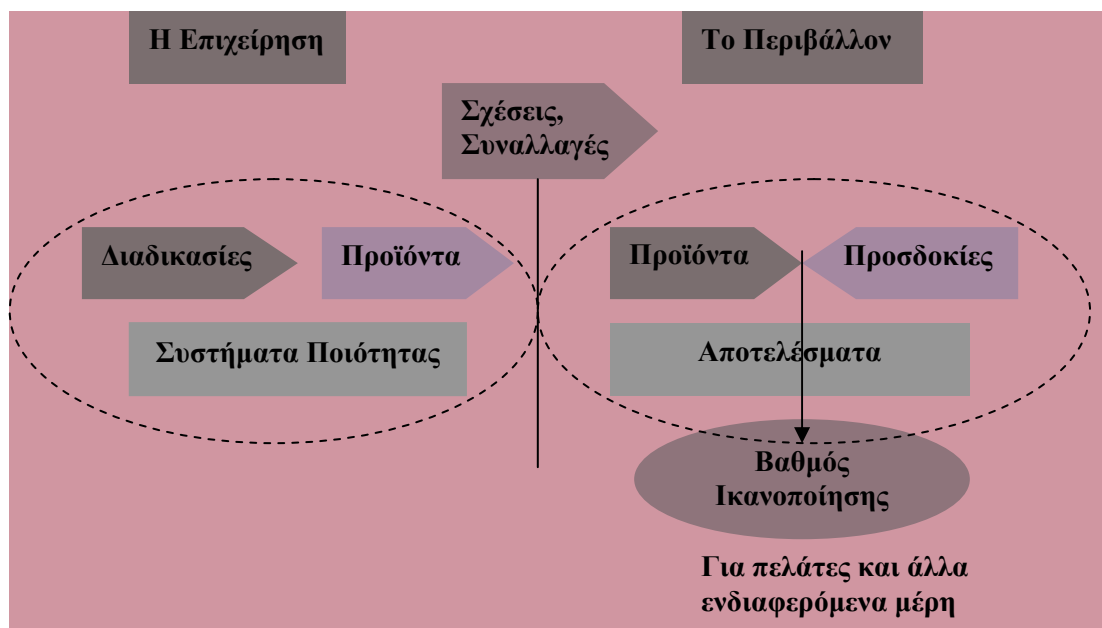 Η Επιχείρηση
Το Περιβάλλον
Σχέσεις,
Συναλλαγές
Διαδικασίες
Προϊόντα
Προϊόντα
Προσδοκίες
Συστήματα Ποιότητας
Αποτελέσματα
Βαθμός
Ικανοποίησης
Για πελάτες και άλλα
ενδιαφερόμενα μέρη